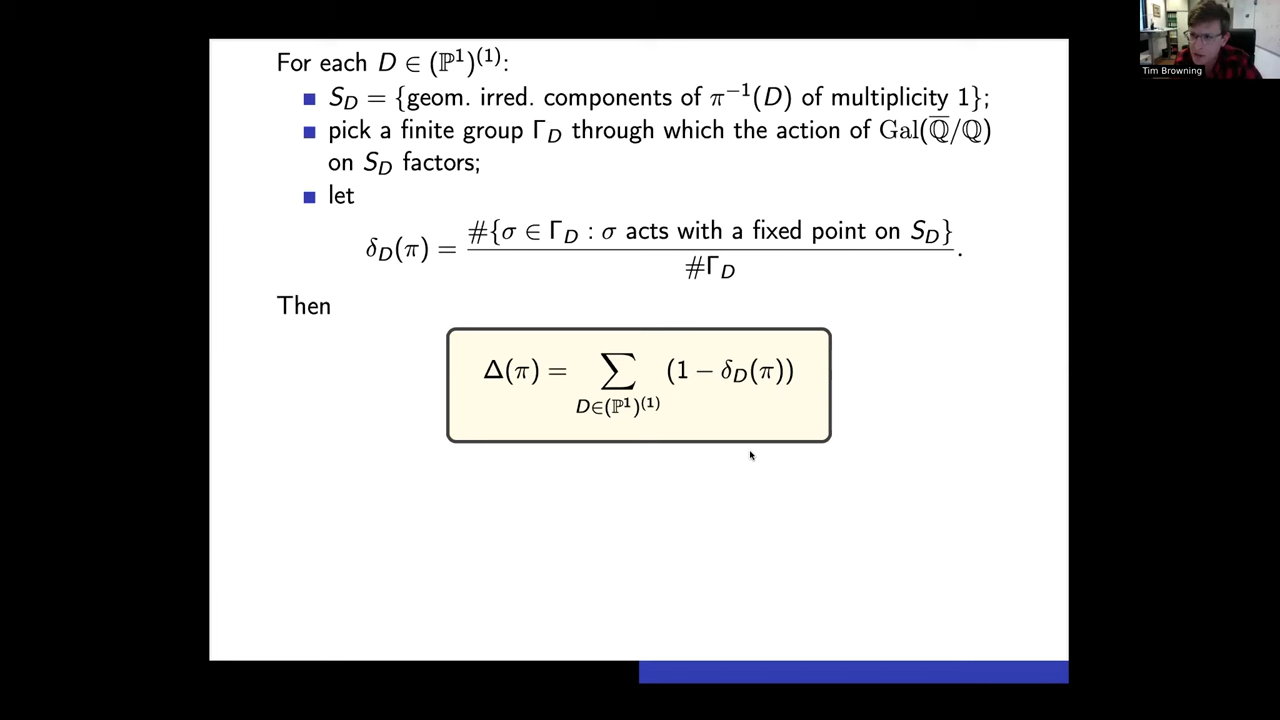 For each D ∈ (ℙ¹)⁽¹⁾:
S_D = {geom. irred. components of π⁻¹(D) of multiplicity 1};
pick a finite group Γ_D through which the action of Gal(ℚ̅/ℚ)
on S_D factors;
let
δ_D(π) = #{σ ∈ Γ_D : σ acts with a fixed point on S_D} / #Γ_D .
Then
Δ(π) = ∑_{D∈(ℙ¹)⁽¹⁾} (1 − δ_D(π))
Tim Browning